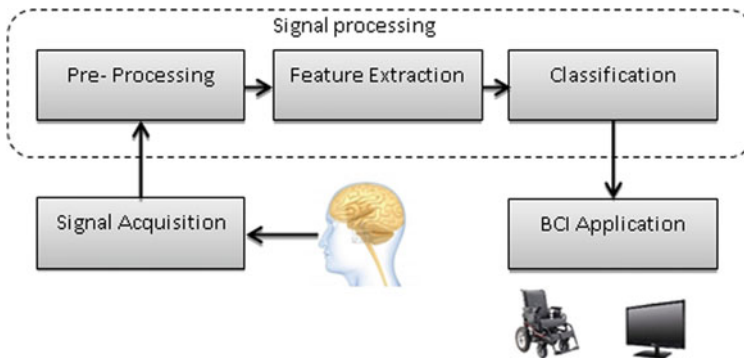 Signal processing
Pre- Processing
Feature Extraction
Classification
Signal Acquisition
BCI Application